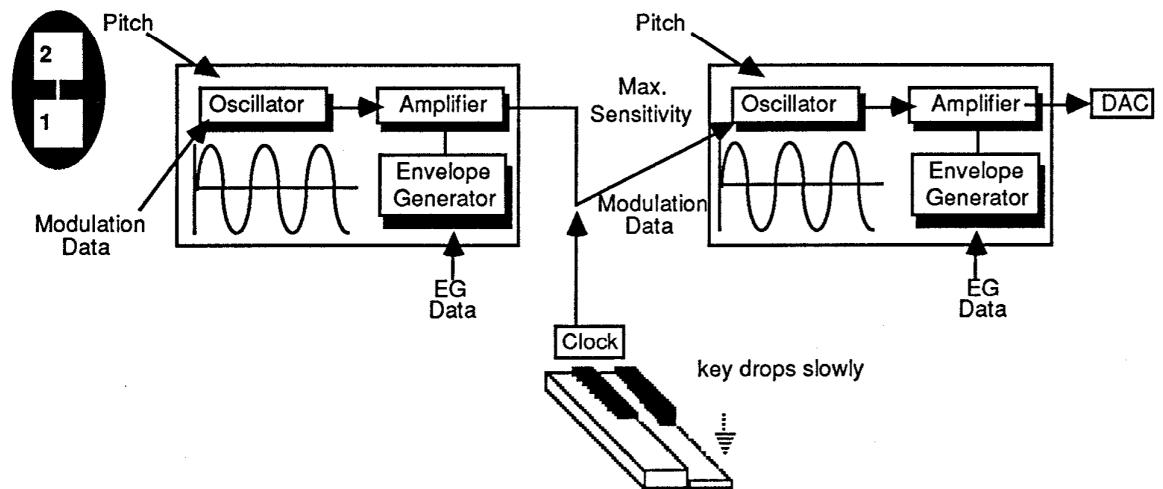 2
1
Pitch
Oscillator
Amplifier
Envelope
Generator
Modulation
Data
EG
Data
Max.
Sensitivity
Modulation
Data
Pitch
Oscillator
Amplifier
DAC
Envelope
Generator
EG
Data
Clock
key drops slowly